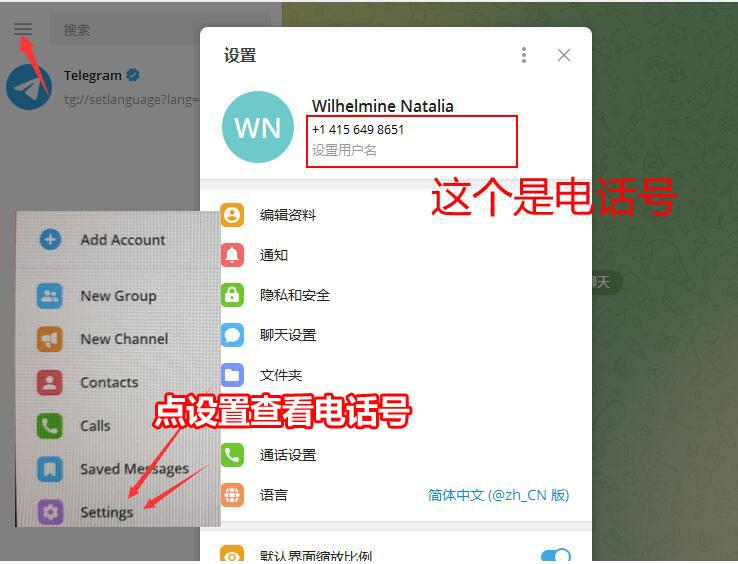 搜索
Telegram
tg://setlanguage?lang=
设置
WN
Wilhelmine Natalia
+1 415 649 8651
设置用户名
这个是电话号
编辑资料
通知
隐私和安全
聊天设置
文件夹
通话设置
语言
简体中文 (@zh_CN 版)
默认界面缩放比例
Add Account
New Group
New Channel
Contacts
点设置查看电话号
Calls
Saved Messages
Settings
聊天